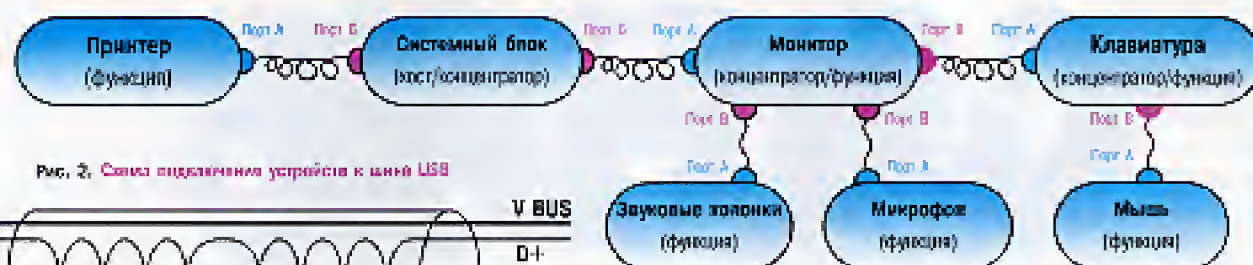 Принтер
(функция)
Порт А
Порт В
Системный блок
(хост/концентратор)
Порт В
Порт А
Монитор
(концентратор/функция)
Порт В
Порт А
Клавиатура
(концентратор/функция)
Порт В
Порт В
Порт В
Порт А
Порт А
Порт А
Рис. 2. Схема подключения устройств к шине USB
V BUS
D+
Звуковые колонки
(функция)
Микрофон
(функция)
Мышь
(функция)